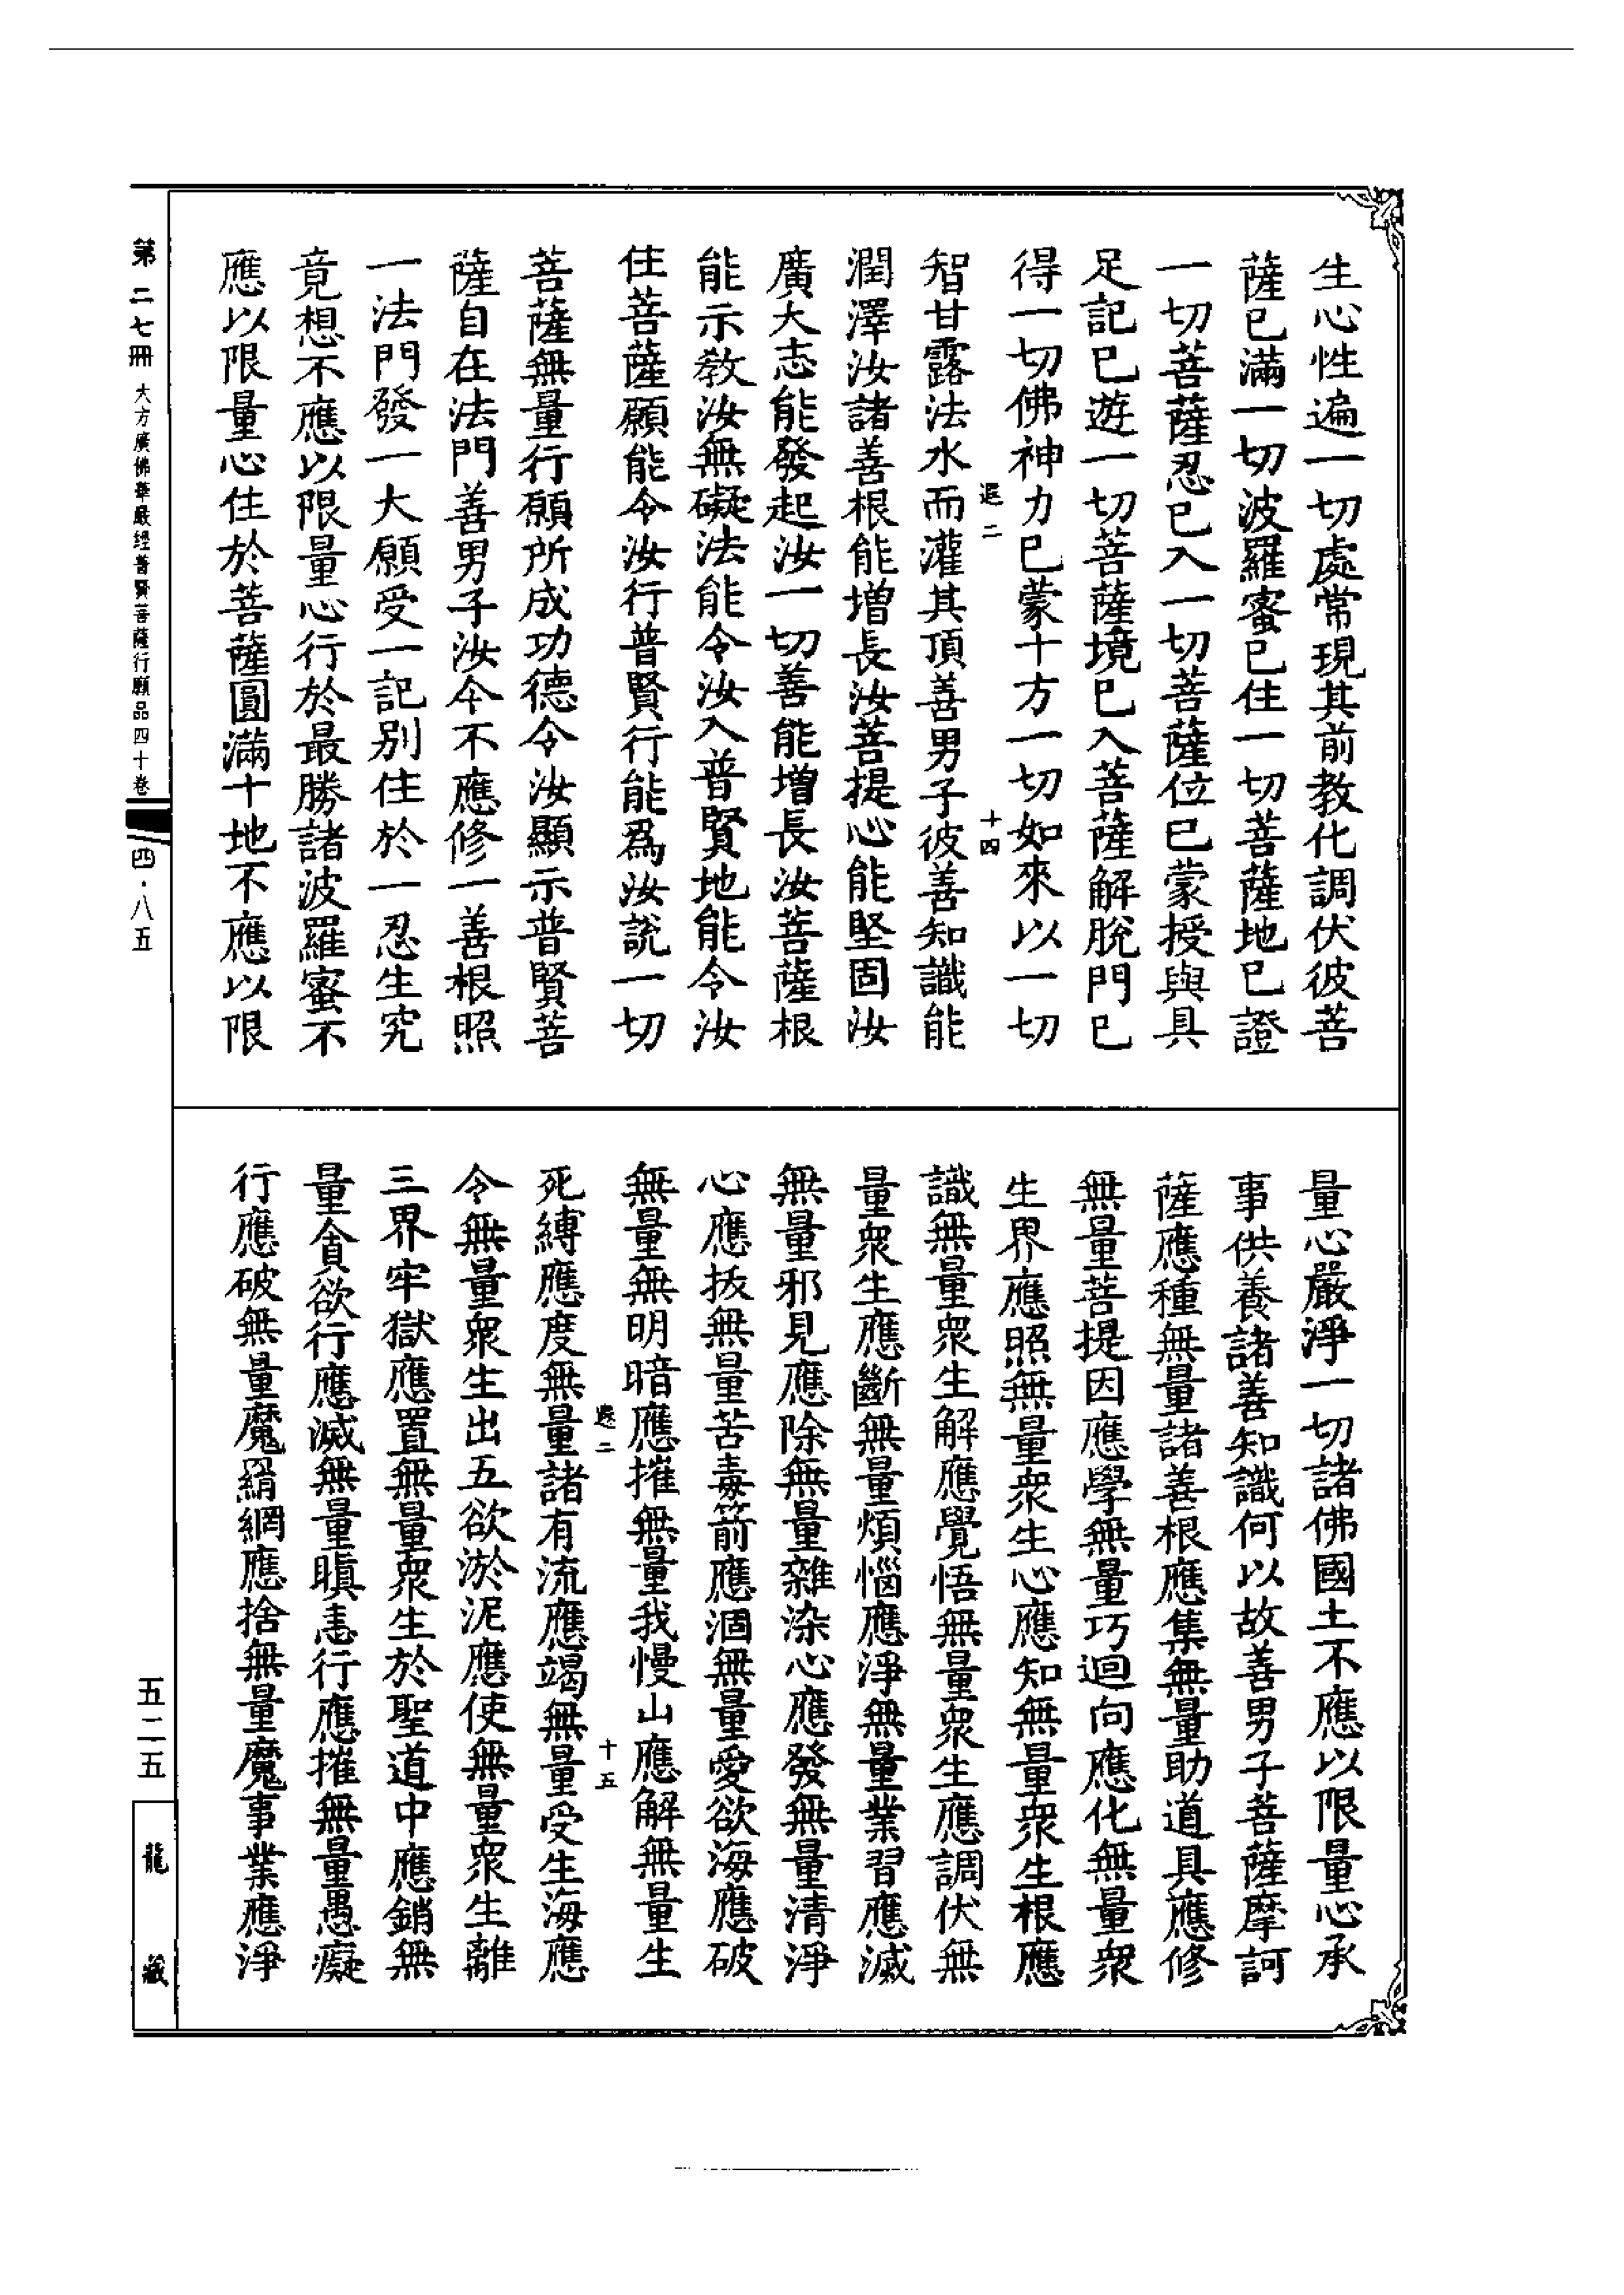 生心性遍一切處常現其前教化調伏彼菩
薩已滿一切波羅蜜已住一切菩薩地已證
一切菩薩忍已入一切菩薩位已蒙授與具
足記已遊一切菩薩境已入菩薩解脫門已
得一切佛神力已蒙十方一切如來以一切
遐二 十四
智甘露法水而灌其頂善男子彼善知識能
潤澤汝諸善根能增長汝菩提心能堅固汝
廣大志能發起汝一切善能增長汝菩薩根
能示教汝無礙法能令汝入普賢地能令汝
住菩薩願能令汝行普賢行能為汝說一切
菩薩無量行願所成功德令汝顯示普賢菩
薩自在法門善男子汝今不應修一善根照
一法門發一大願受一記別住於一忍生究
竟想不應以限量心行於最勝諸波羅蜜不
應以限量心住於菩薩圓滿十地不應以限
量心嚴淨一切諸佛國土不應以限量心承
事供養諸善知識何以故善男子菩薩摩訶
薩應種無量諸善根應集無量助道具應修
無量菩提因應學無量巧迴向應化無量眾
生界應照無量眾生心應知無量眾生根應
識無量眾生解應覺悟無量眾生應調伏無
量眾生應斷無量煩惱應淨無量業習應滅
無量邪見應除無量雜染心應發無量清淨
心應拔無量苦毒箭應涸無量愛欲海應破
無量無明暗應摧無量我慢山應解無量生
遐二 十五
死縛應度無量諸有流應竭無量受生海應
令無量眾生出五欲淤泥應使無量眾生離
三界牢獄應置無量眾生於聖道中應銷無
量貪欲行應滅無量瞋恚行應摧無量愚癡
行應破無量魔羂網應捨無量魔事業應淨
第二七冊 大方廣佛華嚴經普賢菩薩行願品四十卷
四·八五
五二五
龍藏